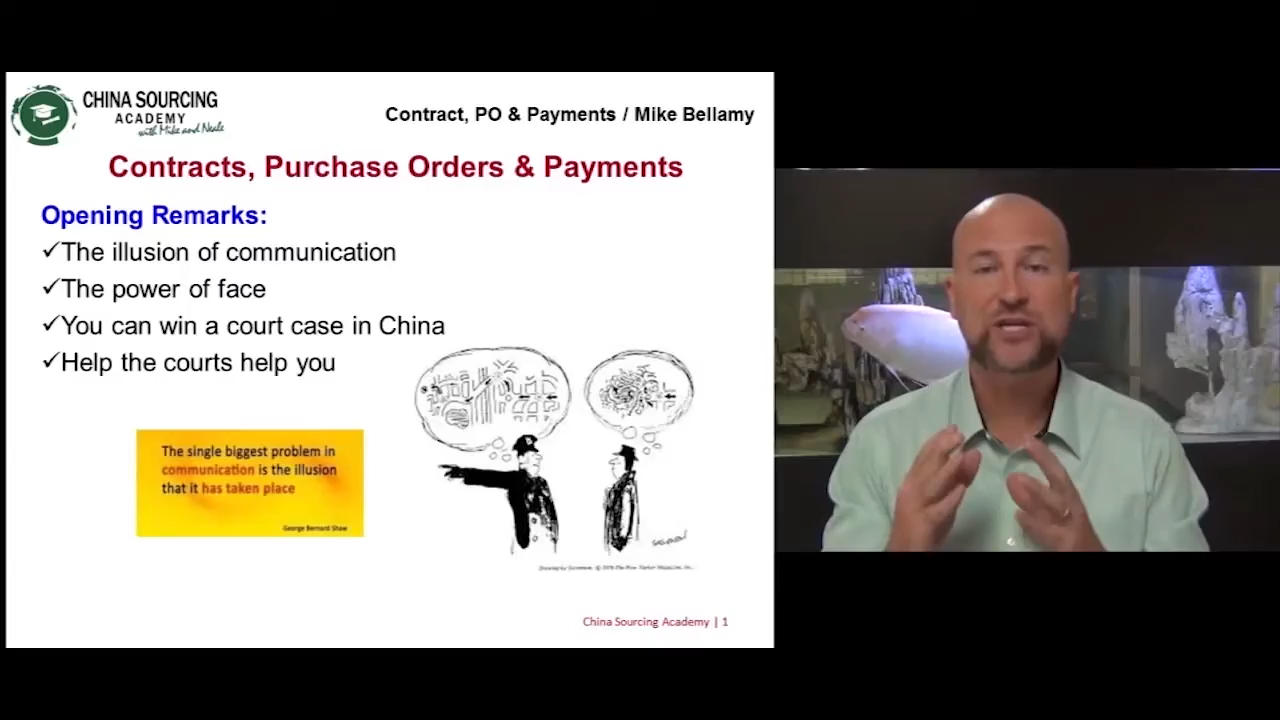 CHINA SOURCING
ACADEMY
with Mike and Neale
Contract, PO & Payments / Mike Bellamy
Contracts, Purchase Orders & Payments
Opening Remarks:
✓The illusion of communication
✓The power of face
✓You can win a court case in China
✓Help the courts help you
The single biggest problem in
communication is the illusion
that it has taken place
George Bernard Shaw
China Sourcing Academy | 1